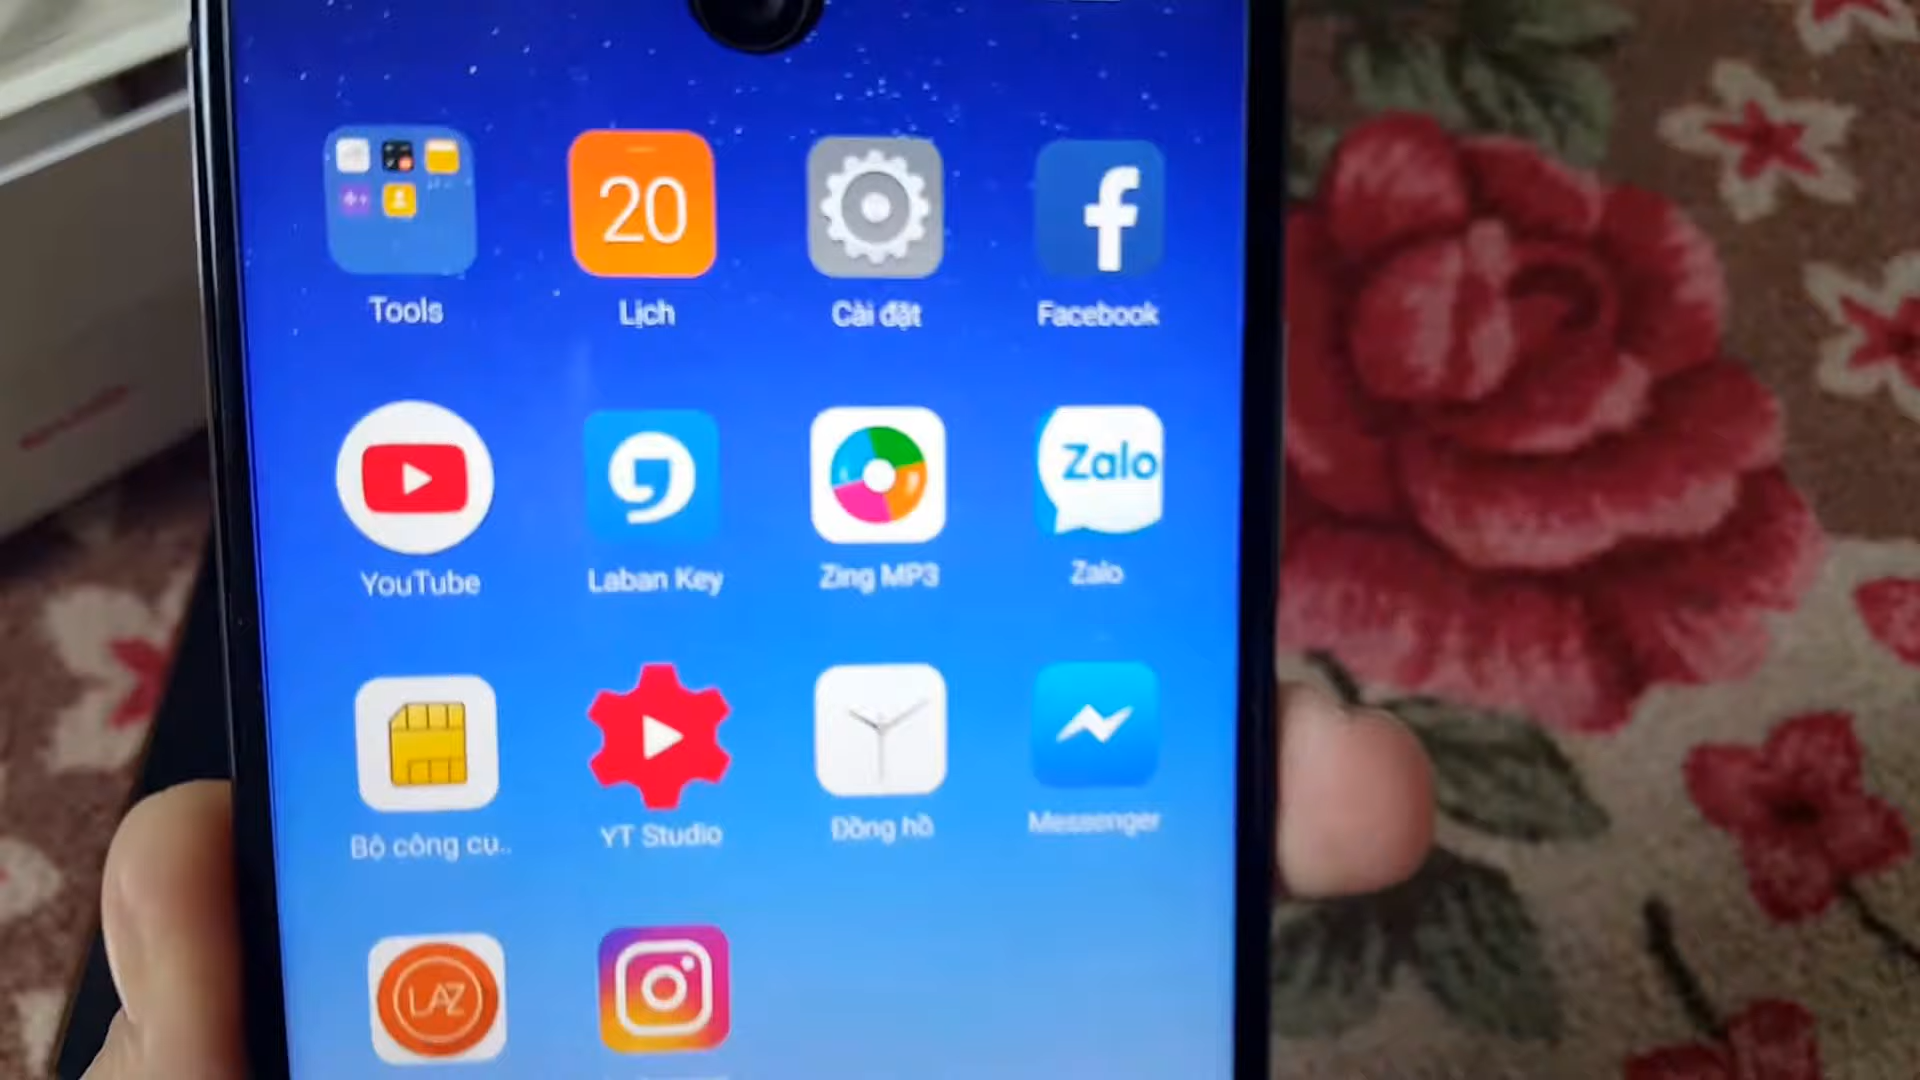 20
Tools
Lịch
Cài đặt
Facebook
Zalo
YouTube
Laban Key
Zing MP3
Zalo
Bộ công cụ..
YT Studio
Đồng hồ
Messenger
LAZ